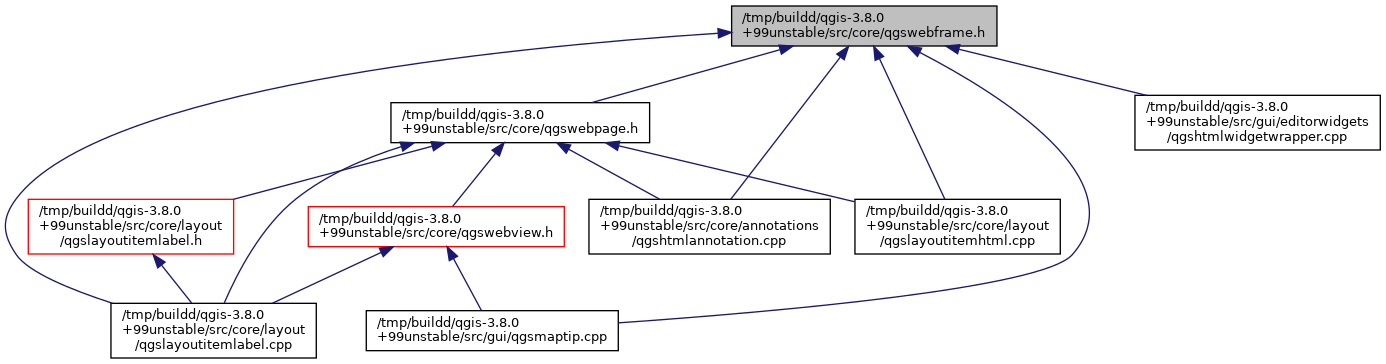 /tmp/buildd/qgis-3.8.0
+99unstable/src/core/qgswebframe.h
/tmp/buildd/qgis-3.8.0
+99unstable/src/core/qgswebpage.h
/tmp/buildd/qgis-3.8.0
+99unstable/src/gui/editorwidgets
/qgshtmlwidgetwrapper.cpp
/tmp/buildd/qgis-3.8.0
+99unstable/src/core/layout
/qgslayoutitemlabel.h
/tmp/buildd/qgis-3.8.0
+99unstable/src/core/qgswebview.h
/tmp/buildd/qgis-3.8.0
+99unstable/src/core/annotations
/qgshtmlannotation.cpp
/tmp/buildd/qgis-3.8.0
+99unstable/src/core/layout
/qgslayoutitemhtml.cpp
/tmp/buildd/qgis-3.8.0
+99unstable/src/core/layout
/qgslayoutitemlabel.cpp
/tmp/buildd/qgis-3.8.0
+99unstable/src/gui/qgsmaptip.cpp